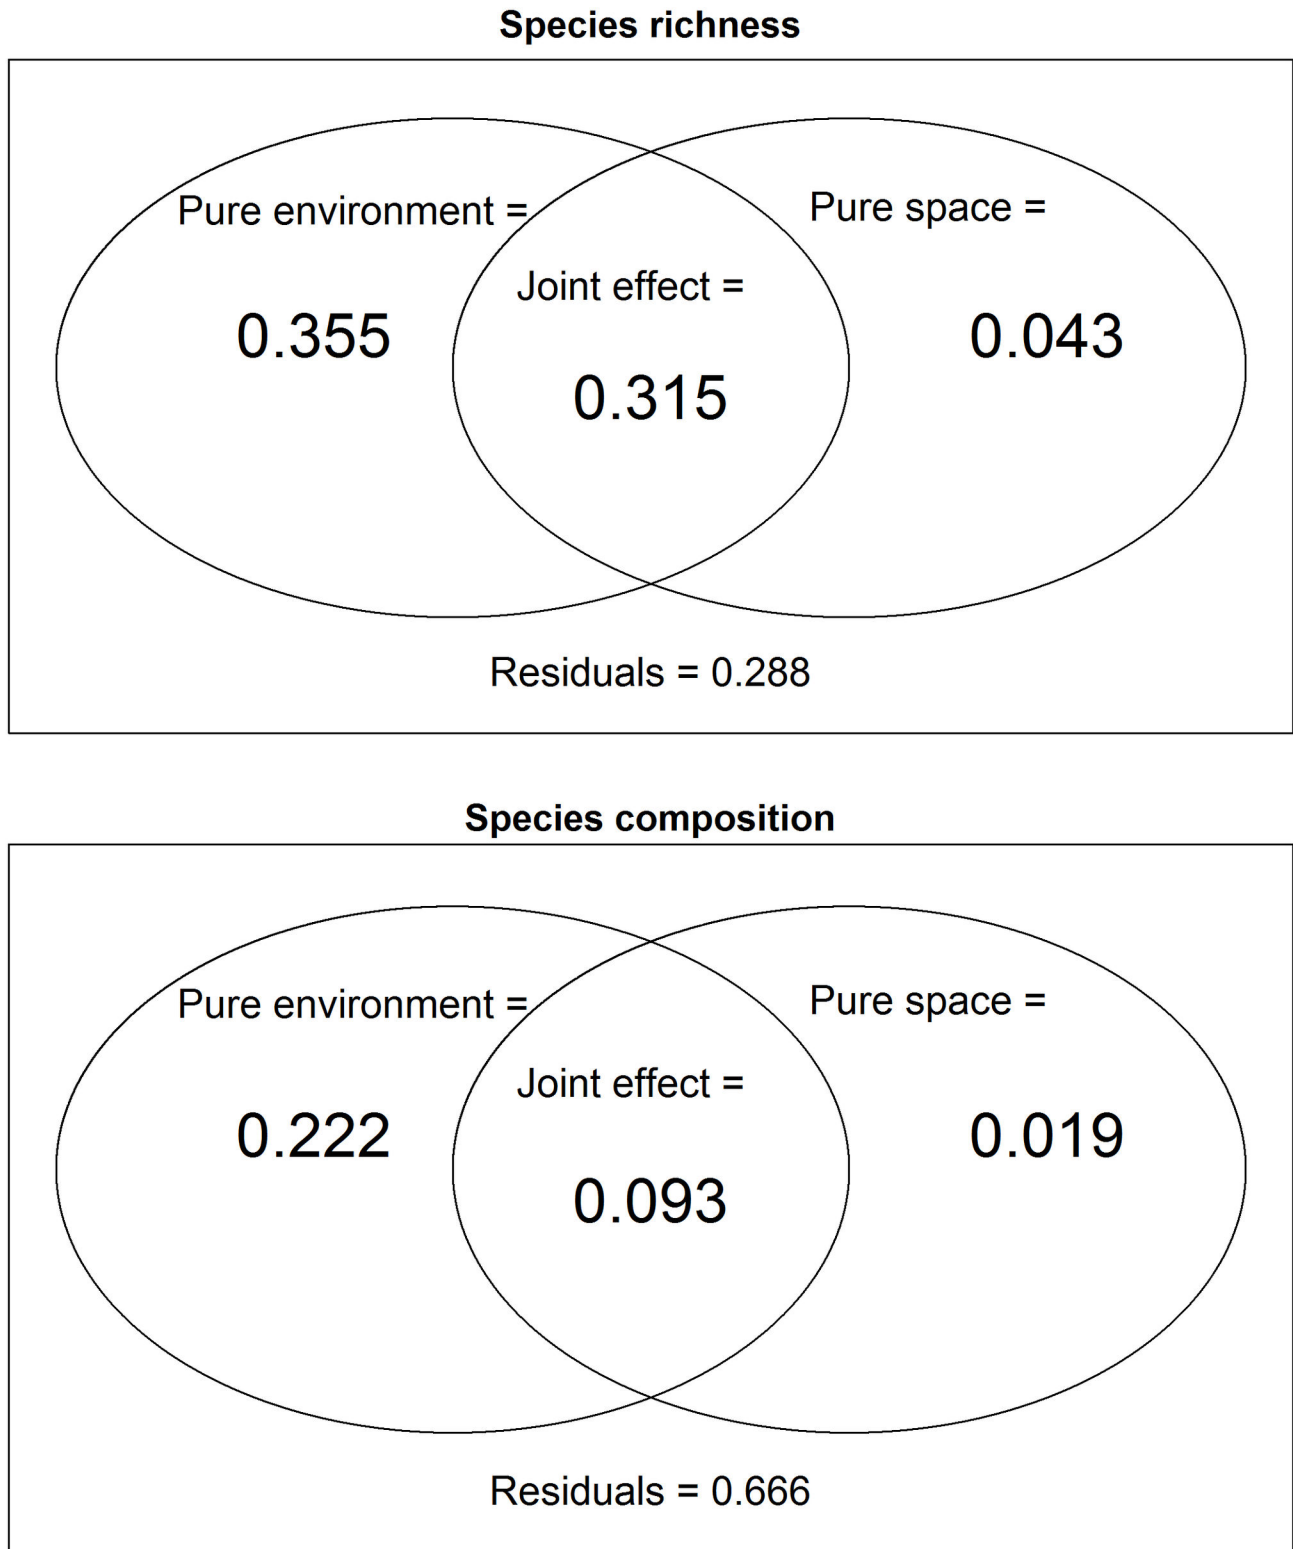 Species richness
Pure environment =
Pure space =
Joint effect =
0.355
0.043
0.315
Residuals = 0.288
Species composition
Pure environment =
Pure space =
Joint effect =
0.222
0.019
0.093
Residuals = 0.666